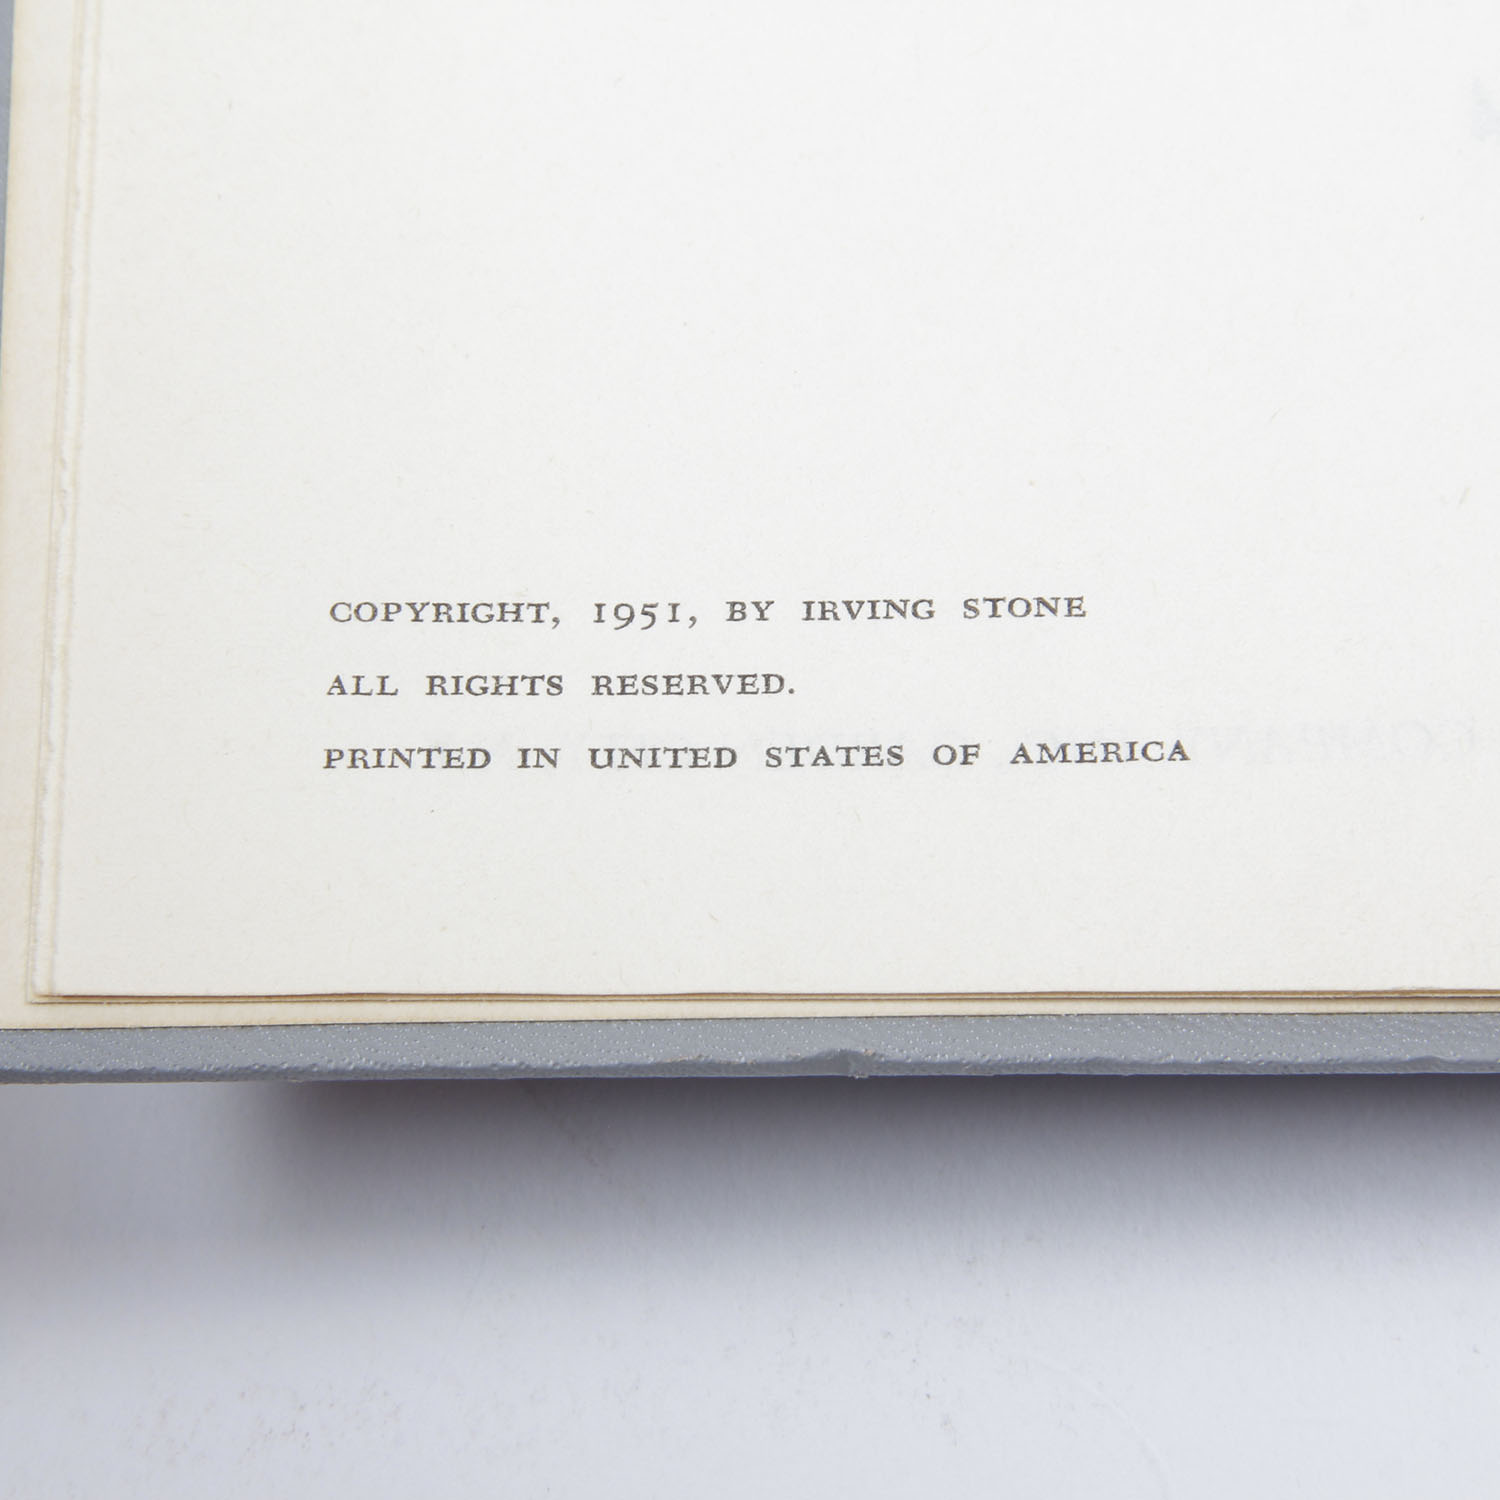 COPYRIGHT, 1951, BY IRVING STONE
ALL RIGHTS RESERVED.
PRINTED IN UNITED STATES OF AMERICA